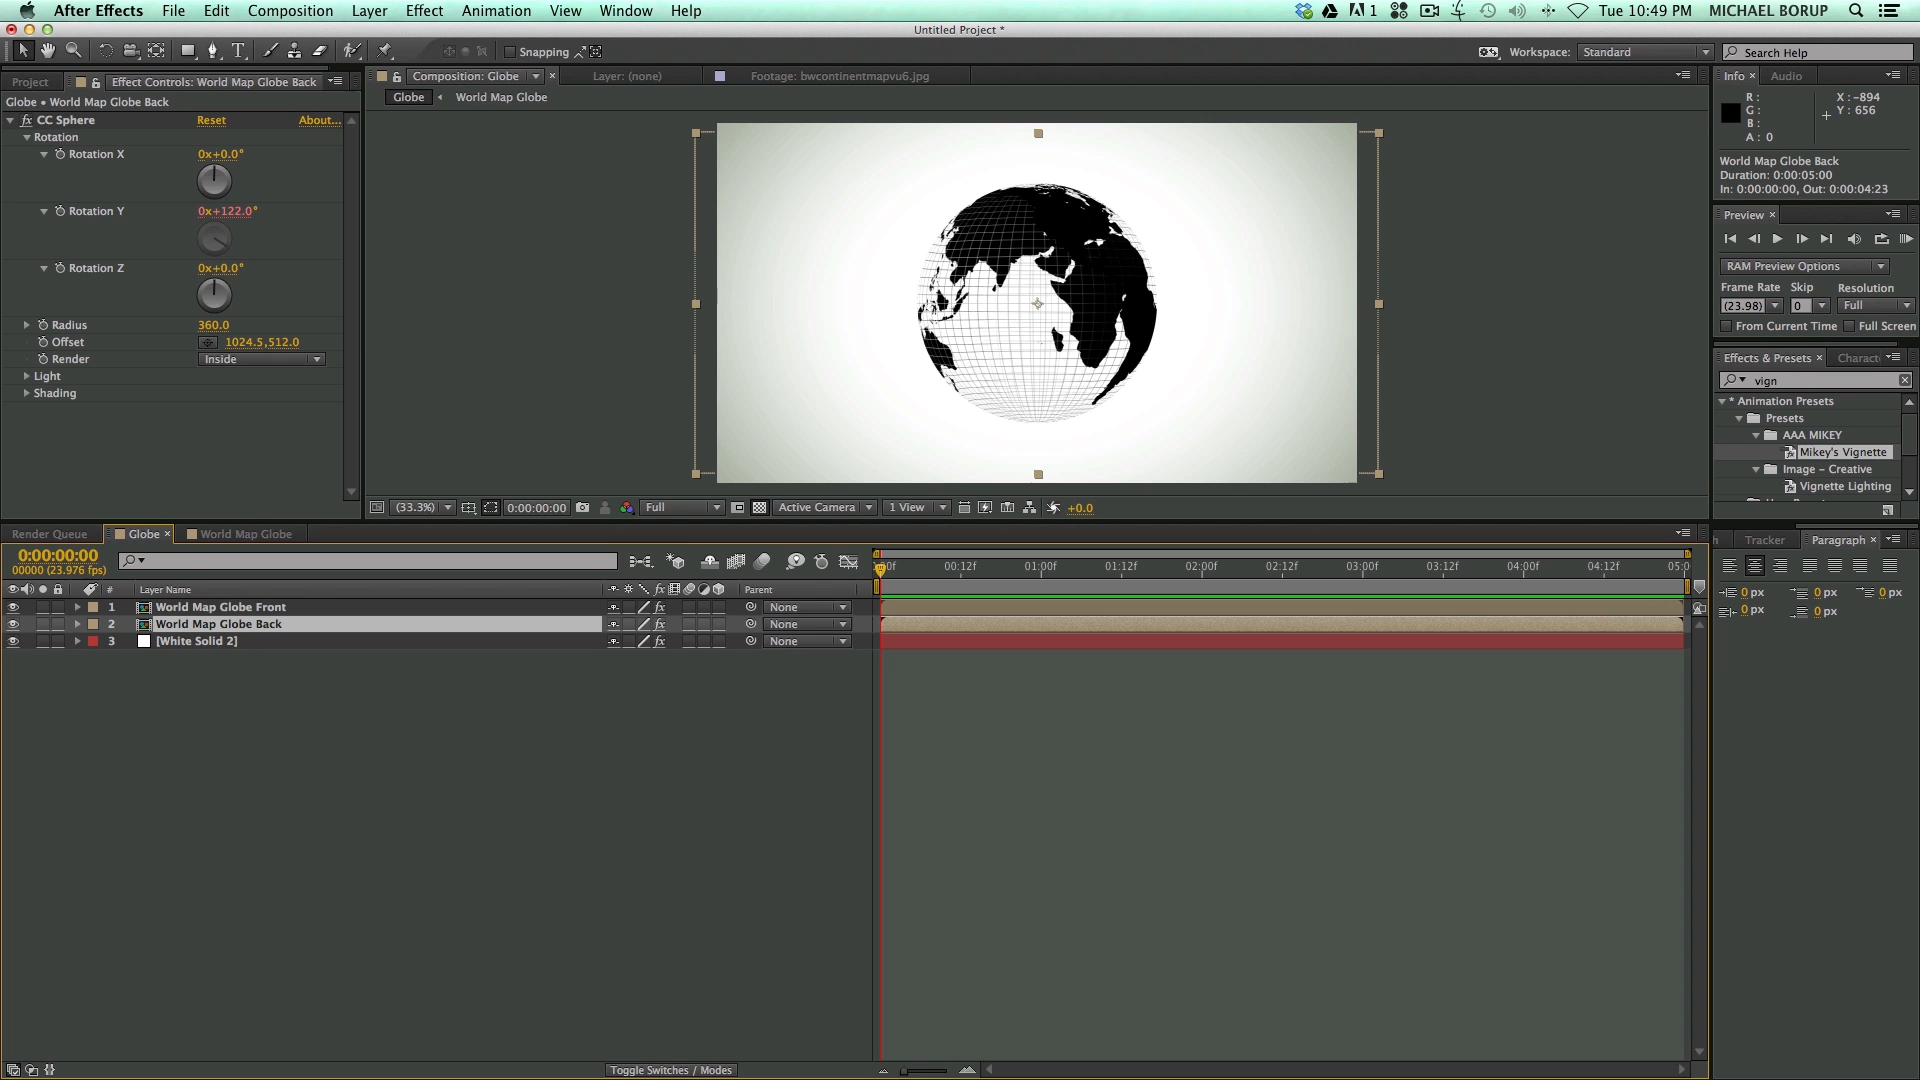 After Effects File Edit Composition Layer Effect Animation View Window Help 1 Tue 10:49 PM MICHAEL BORUP
Untitled Project *
Snapping Workspace: Standard Search Help
Project Effect Controls: World Map Globe Back Composition: Globe × Layer: (none) Footage: bwcontinentmapvu6.jpg Info × Audio
Globe • World Map Globe Back Globe World Map Globe
R: X: -894
G: Y: 656
B:
A: 0
fx CC Sphere Reset About...
Rotation
Rotation X 0x+0.0°
World Map Globe Back
Duration: 0:00:05:00
In: 0:00:00:00, Out: 0:00:04:23
Rotation Y 0x+122.0°
Preview ×
Rotation Z 0x+0.0°
RAM Preview Options
Frame Rate Skip Resolution
(23.98) 0 Full
From Current Time Full Screen
Radius 360.0
Offset 1024.5,512.0
Render Inside
Light
Shading
Effects & Presets × Charact
vign
* Animation Presets
Presets
AAA MIKEY
Mikey's Vignette
Image – Creative
Vignette Lighting
(33.3%) 0:00:00:00 Full Active Camera 1 View +0.0
Render Queue Globe × World Map Globe
Tracker Paragraph ×
0:00:00:00
00000 (23.976 fps)
00:12f 01:00f 01:12f 02:00f 02:12f 03:00f 03:12f 04:00f 04:12f 05:0
# Layer Name fx Parent
1 World Map Globe Front fx None
2 World Map Globe Back fx None
3 [White Solid 2] fx None
0 px 0 px 0 px
0 px 0 px
Toggle Switches / Modes